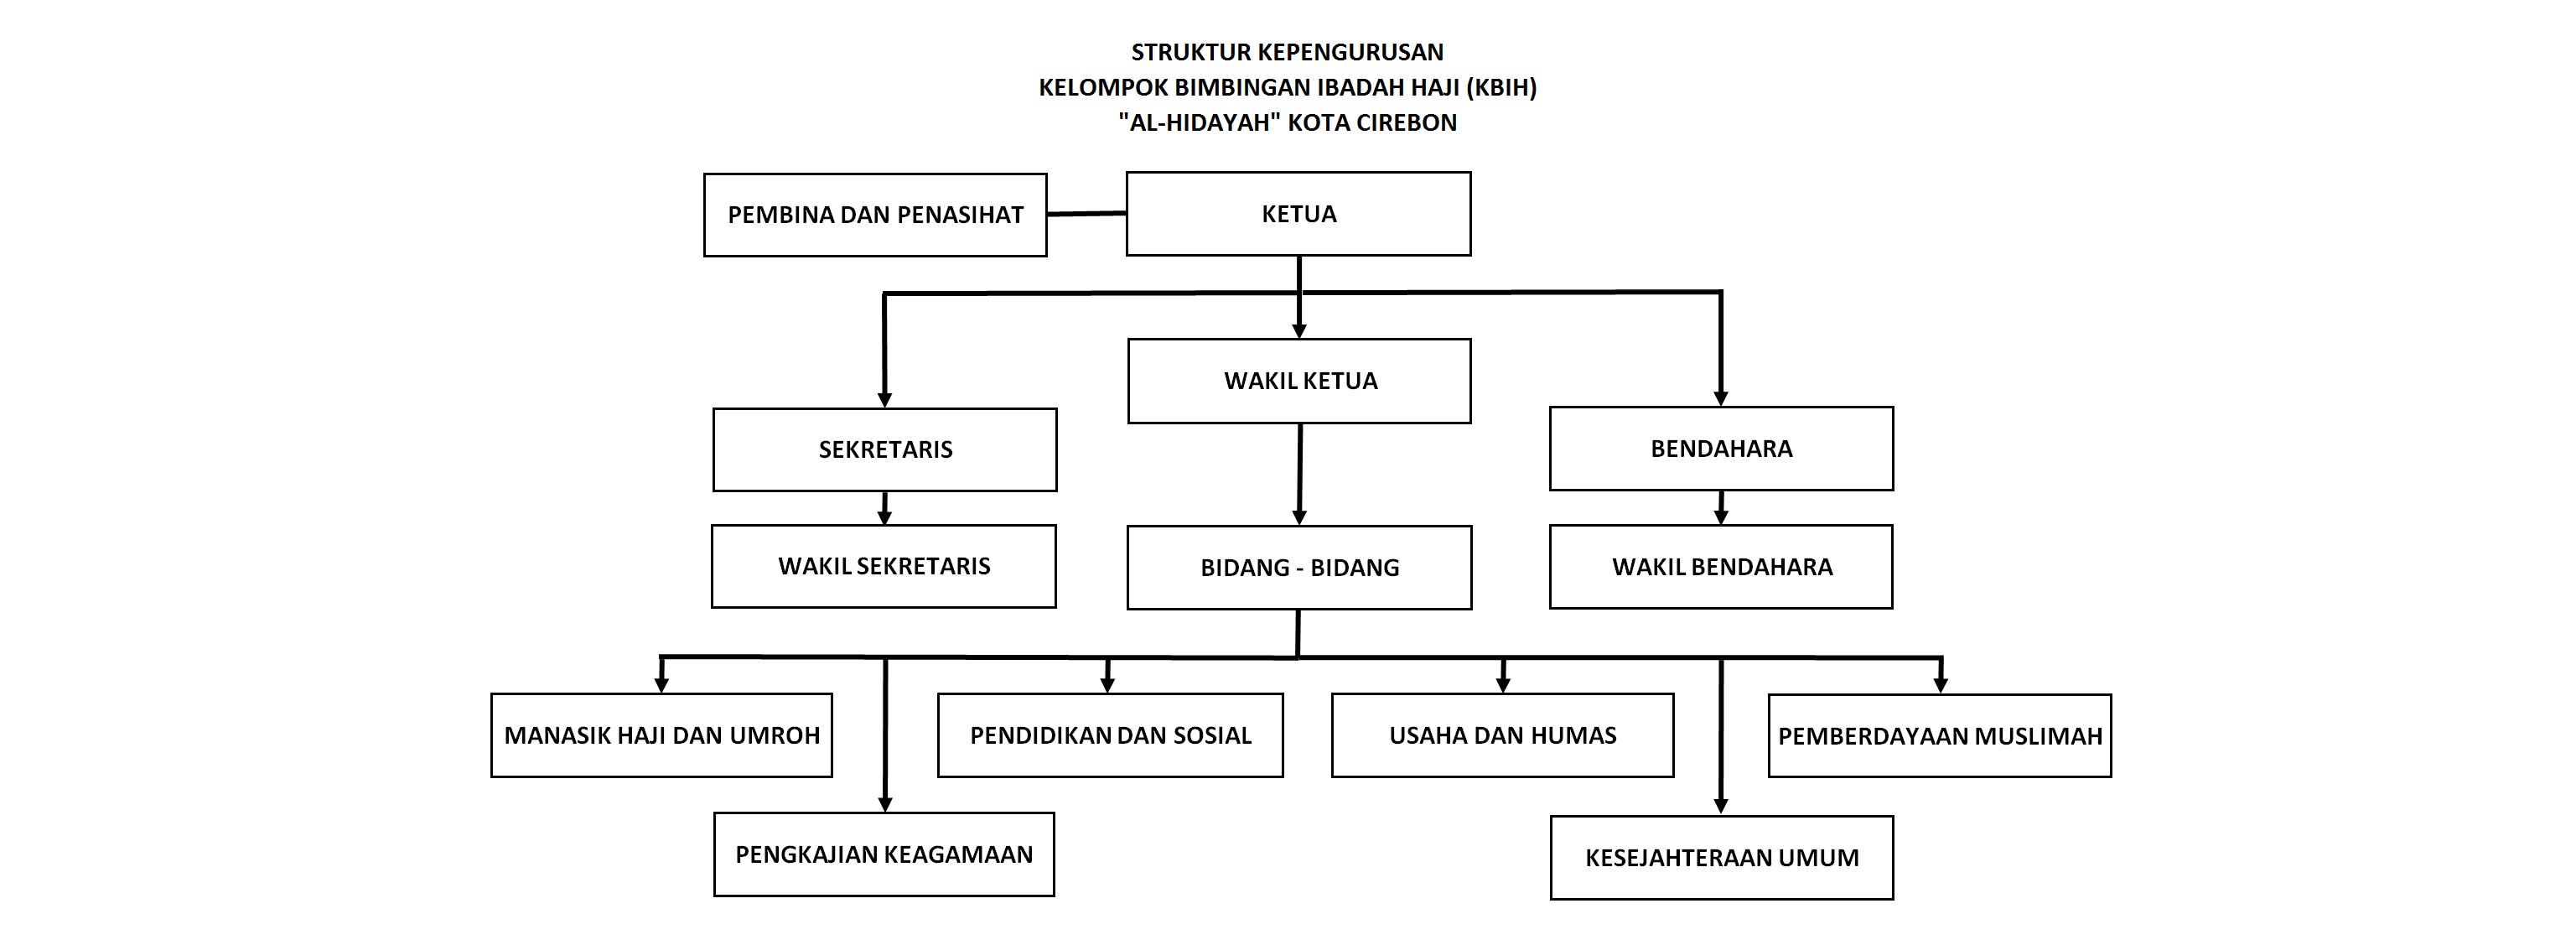 STRUKTUR KEPENGURUSAN
KELOMPOK BIMBINGAN IBADAH HAJI (KBIH)
"AL-HIDAYAH" KOTA CIREBON
PEMBINA DAN PENASIHAT
KETUA
WAKIL KETUA
SEKRETARIS
BENDAHARA
WAKIL SEKRETARIS
BIDANG - BIDANG
WAKIL BENDAHARA
MANASIK HAJI DAN UMROH
PENDIDIKAN DAN SOSIAL
USAHA DAN HUMAS
PEMBERDAYAAN MUSLIMAH
PENGKAJIAN KEAGAMAAN
KESEJAHTERAAN UMUM